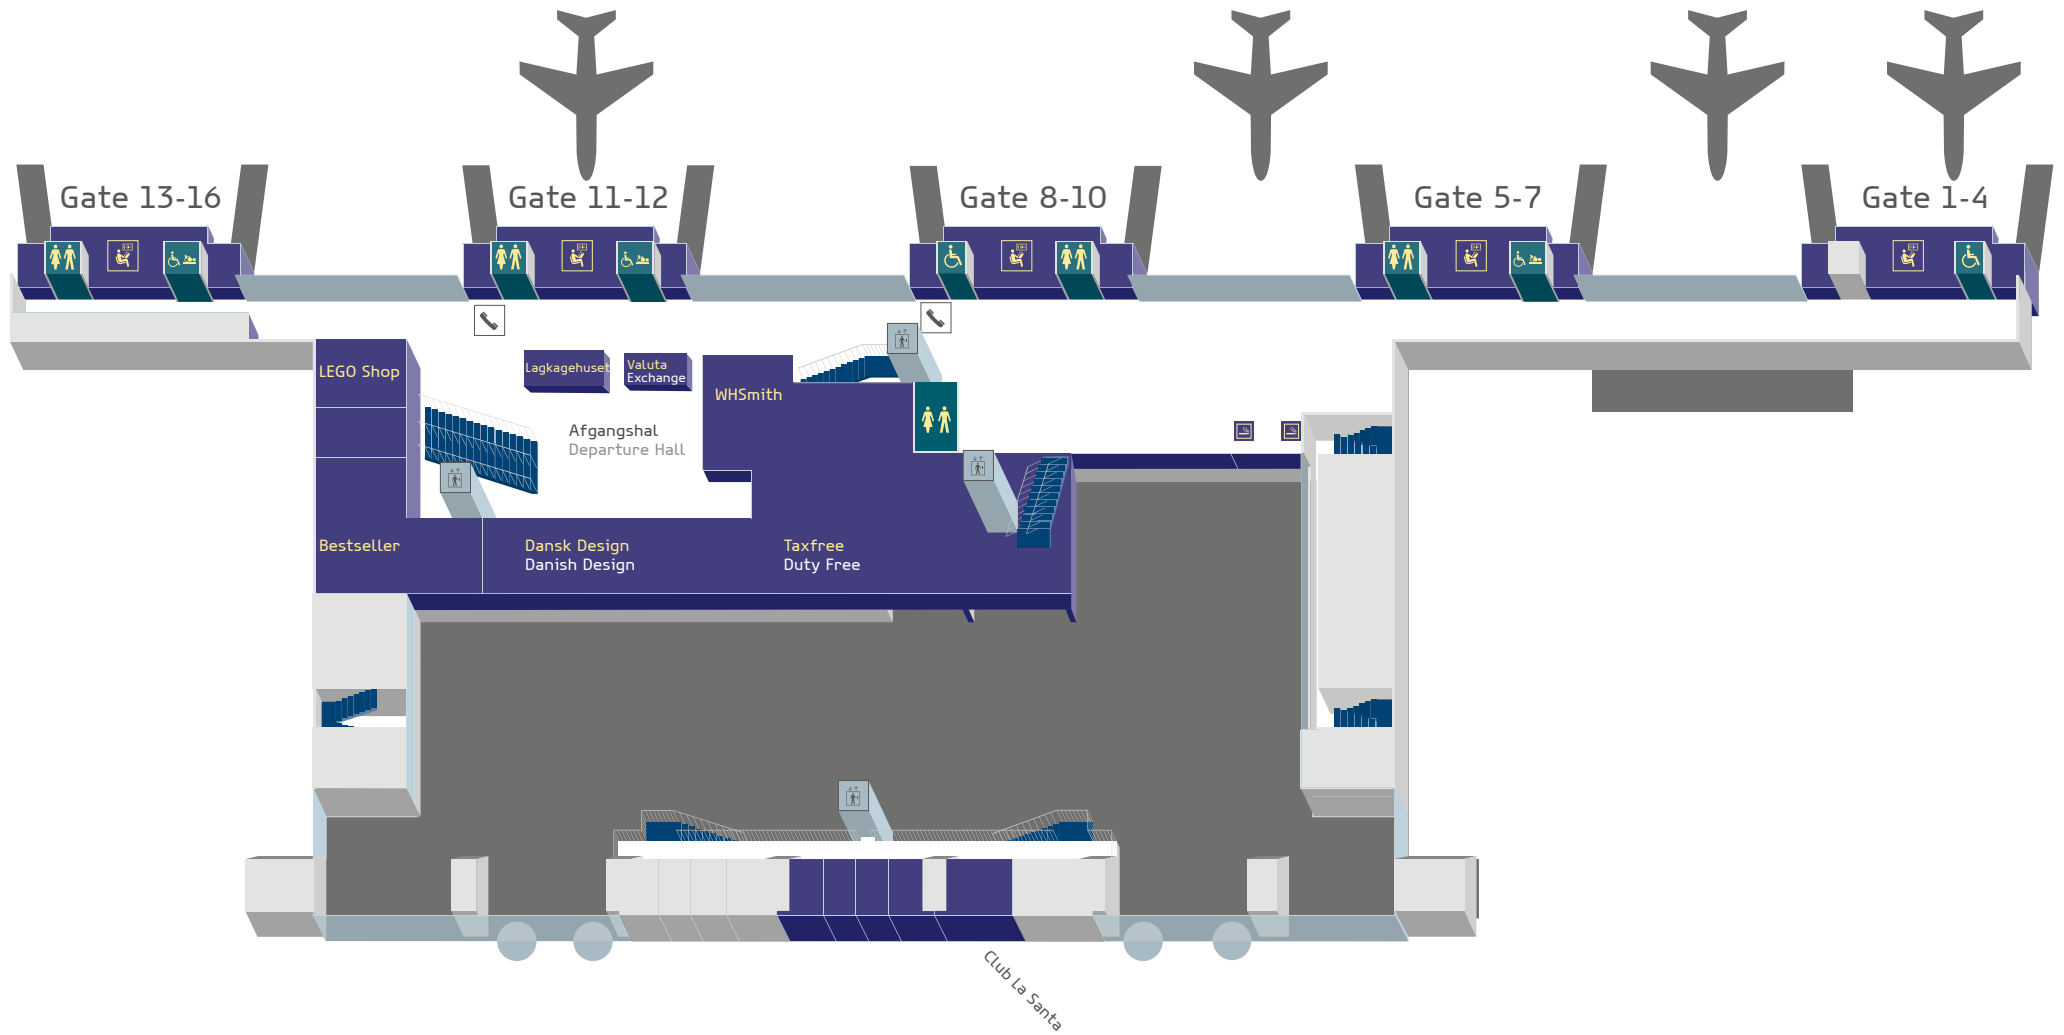 Gate 13-16
Gate 11-12
Gate 8-10
Gate 5-7
Gate 1-4
LEGO Shop
Lagkagehuset
Valuta
Exchange
WHSmith
Afgangshal
Departure Hall
Bestseller
Dansk Design
Danish Design
Taxfree
Duty Free
Club La Santa